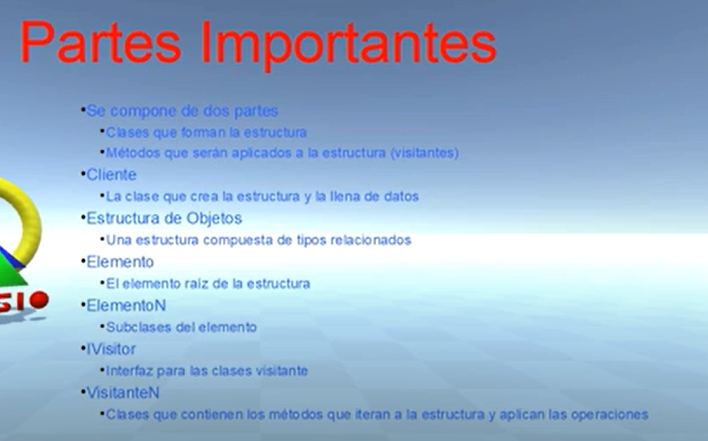 Partes Importantes
•Se compone de dos partes
•Clases que forman la estructura
•Métodos que serán aplicados a la estructura (visitantes)
•Cliente
•La clase que crea la estructura y la llena de datos
•Estructura de Objetos
•Una estructura compuesta de tipos relacionados
•Elemento
•El elemento raíz de la estructura
•ElementoN
•Subclases del elemento
•IVisitor
•Interfaz para las clases visitante
•VisitanteN
•Clases que contienen los métodos que iteran a la estructura y aplican las operaciones